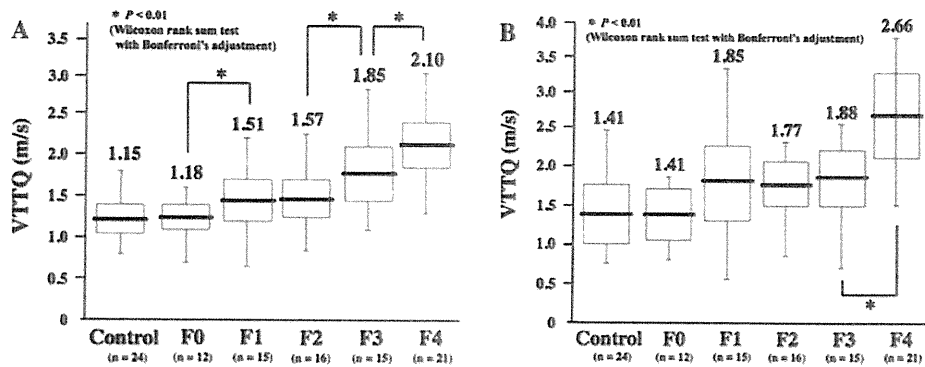 A
* P < 0.01
(Wilcoxon rank sum test
with Bonferroni's adjustment)
VTTQ (m/s)
3.5
3.0
2.5
2.0
1.5
1.0
0.5
0
1.15
1.18
*
1.51
1.57
*
1.85
*
2.10
Control
F0
F1
F2
F3
F4
(n = 24)
(n = 12)
(n = 15)
(n = 16)
(n = 15)
(n = 21)
B
* P < 0.01
(Wilcoxon rank sum test with Bonferroni's adjustment)
VTTQ (m/s)
4.0
3.5
3.0
2.5
2.0
1.5
1.0
0.5
0
1.41
1.41
1.85
1.77
1.88
2.66
*
Control
F0
F1
F2
F3
F4
(n = 24)
(n = 12)
(n = 15)
(n = 16)
(n = 15)
(n = 21)